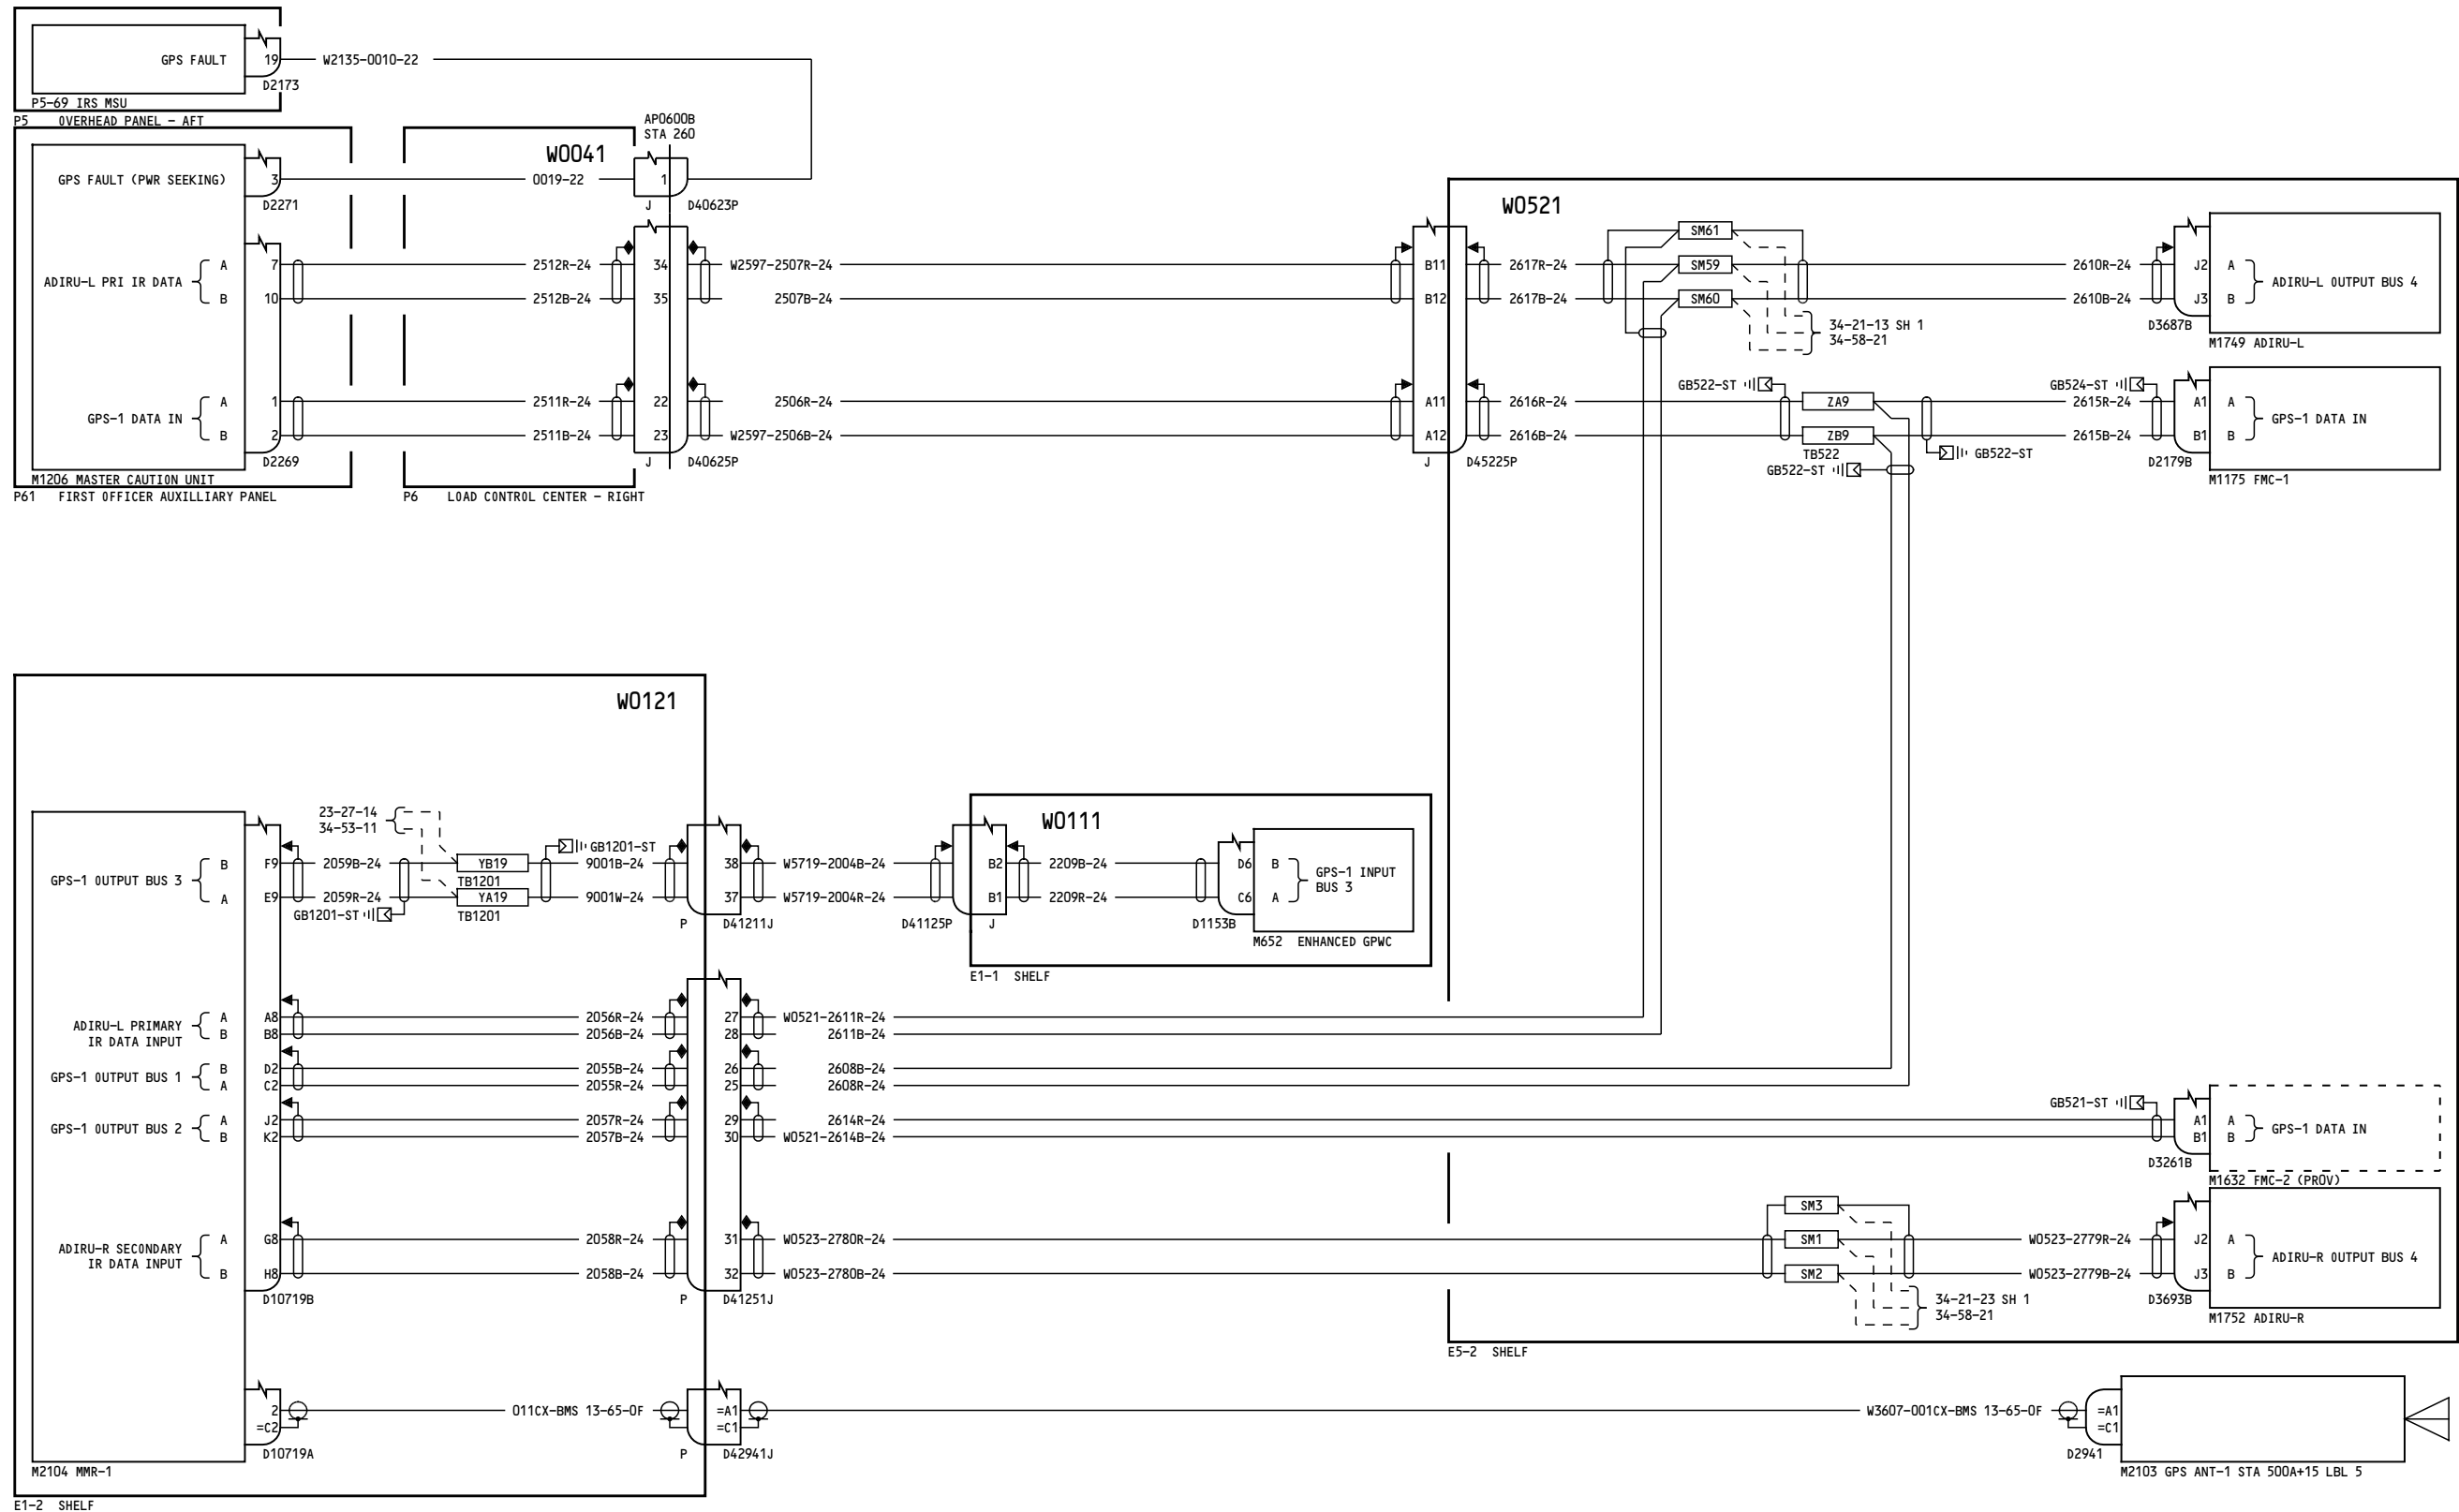 GPS FAULT
19
W2135-0010-22
D2173
P5-69 IRS MSU
P5 OVERHEAD PANEL - AFT
AP0600B
STA 260
W0041
GPS FAULT (PWR SEEKING)
3
0019-22
1
D2271
J
D40623P
ADIRU-L PRI IR DATA
A
7
2512R-24
34
W2597-2507R-24
B
10
2512B-24
35
2507B-24
GPS-1 DATA IN
A
1
2511R-24
22
2506R-24
B
2
2511B-24
23
W2597-2506B-24
D2269
J
D40625P
M1206 MASTER CAUTION UNIT
P61 FIRST OFFICER AUXILLIARY PANEL
P6 LOAD CONTROL CENTER - RIGHT
W0521
SM61
B11
2617R-24
SM59
2610R-24
J2
A
ADIRU-L OUTPUT BUS 4
B12
2617B-24
SM60
2610B-24
J3
B
34-21-13 SH 1
34-58-21
D3687B
M1749 ADIRU-L
GB522-ST
GB524-ST
A11
2616R-24
ZA9
2615R-24
A1
A
GPS-1 DATA IN
A12
2616B-24
ZB9
2615B-24
B1
B
TB522
GB522-ST
GB522-ST
J
D45225P
D2179B
M1175 FMC-1
W0121
23-27-14
34-53-11
GB1201-ST
GPS-1 OUTPUT BUS 3
B
F9
2059B-24
YB19
9001B-24
38
W5719-2004B-24
TB1201
A
E9
2059R-24
YA19
9001W-24
37
W5719-2004R-24
GB1201-ST
TB1201
P
D41211J
W0111
B2
2209B-24
D6
B
GPS-1 INPUT
BUS 3
B1
2209R-24
C6
A
D41125P
J
D1153B
M652 ENHANCED GPWC
E1-1 SHELF
ADIRU-L PRIMARY
IR DATA INPUT
A
A8
2056R-24
27
W0521-2611R-24
B
B8
2056B-24
28
2611B-24
GPS-1 OUTPUT BUS 1
B
D2
2055B-24
26
2608B-24
A
C2
2055R-24
25
2608R-24
GPS-1 OUTPUT BUS 2
A
J2
2057R-24
29
2614R-24
B
K2
2057B-24
30
W0521-2614B-24
GB521-ST
A1
A
GPS-1 DATA IN
B1
B
D3261B
M1632 FMC-2 (PROV)
ADIRU-R SECONDARY
IR DATA INPUT
A
G8
2058R-24
31
W0523-2780R-24
B
H8
2058B-24
32
W0523-2780B-24
D10719B
P
D41251J
SM3
SM1
W0523-2779R-24
J2
A
ADIRU-R OUTPUT BUS 4
SM2
W0523-2779B-24
J3
B
34-21-23 SH 1
34-58-21
D3693B
M1752 ADIRU-R
E5-2 SHELF
2
011CX-BMS 13-65-OF
=A1
W3607-001CX-BMS 13-65-OF
=A1
=C2
=C1
=C1
D10719A
P
D42941J
D2941
M2104 MMR-1
M2103 GPS ANT-1 STA 500A+15 LBL 5
E1-2 SHELF